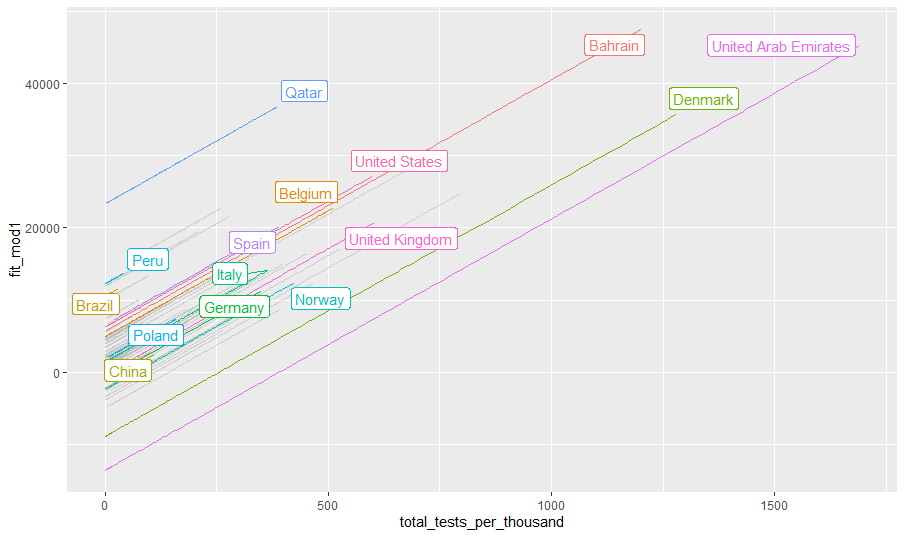 Bahrain
United Arab Emirates
Qatar
Denmark
United States
Belgium
Spain
United Kingdom
Peru
Italy
Norway
Brazil
Germany
Poland
China
40000
20000
0
fit_mod1
0
500
1000
1500
total_tests_per_thousand